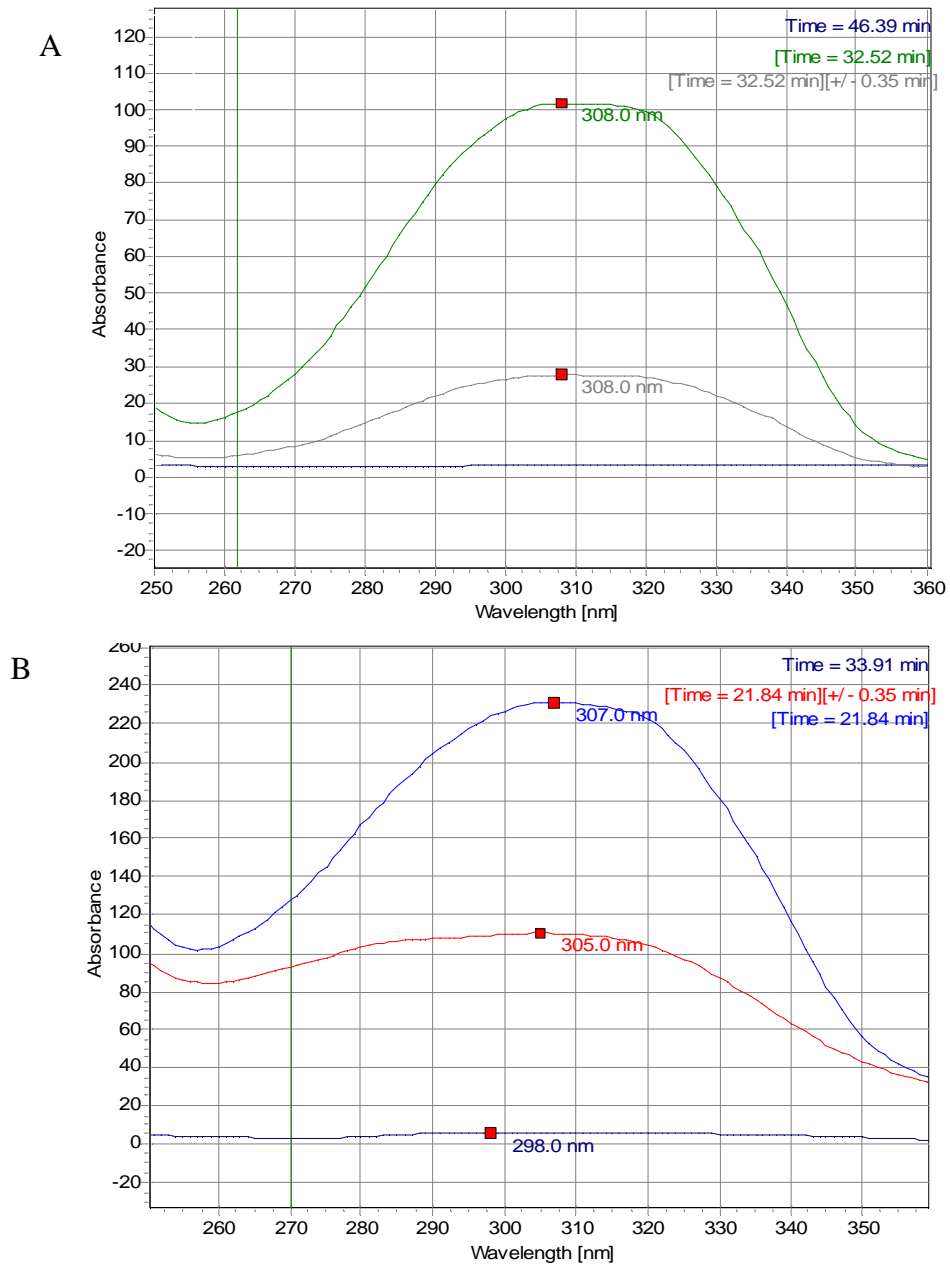 A
Time = 46.39 min
[Time = 32.52 min]
[Time = 32.52 min][+/- 0.35 min]
120
110
100
90
80
70
60
50
40
30
20
10
0
-10
-20
Absorbance
308.0 nm
308.0 nm
250 260 270 280 290 300 310 320 330 340 350 360
Wavelength [nm]
B
Time = 33.91 min
[Time = 21.84 min][+/- 0.35 min]
[Time = 21.84 min]
260
240
220
200
180
160
140
120
100
80
60
40
20
0
-20
Absorbance
307.0 nm
305.0 nm
298.0 nm
260 270 280 290 300 310 320 330 340 350
Wavelength [nm]